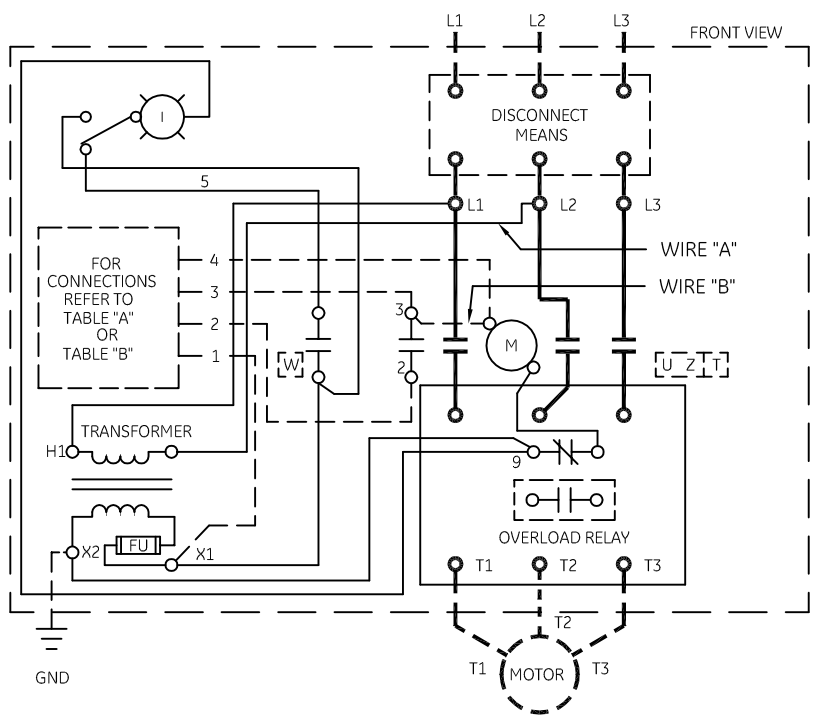 L1
L2
L3
FRONT VIEW
DISCONNECT
MEANS
I
5
L1
L2
L3
WIRE "A"
WIRE "B"
FOR
CONNECTIONS
REFER TO
TABLE "A"
OR
TABLE "B"
4
3
2
1
3
2
W
M
U Z T
TRANSFORMER
H1
9
FU
X2
X1
OVERLOAD RELAY
T1
T2
T3
GND
T2
T1
MOTOR
T3